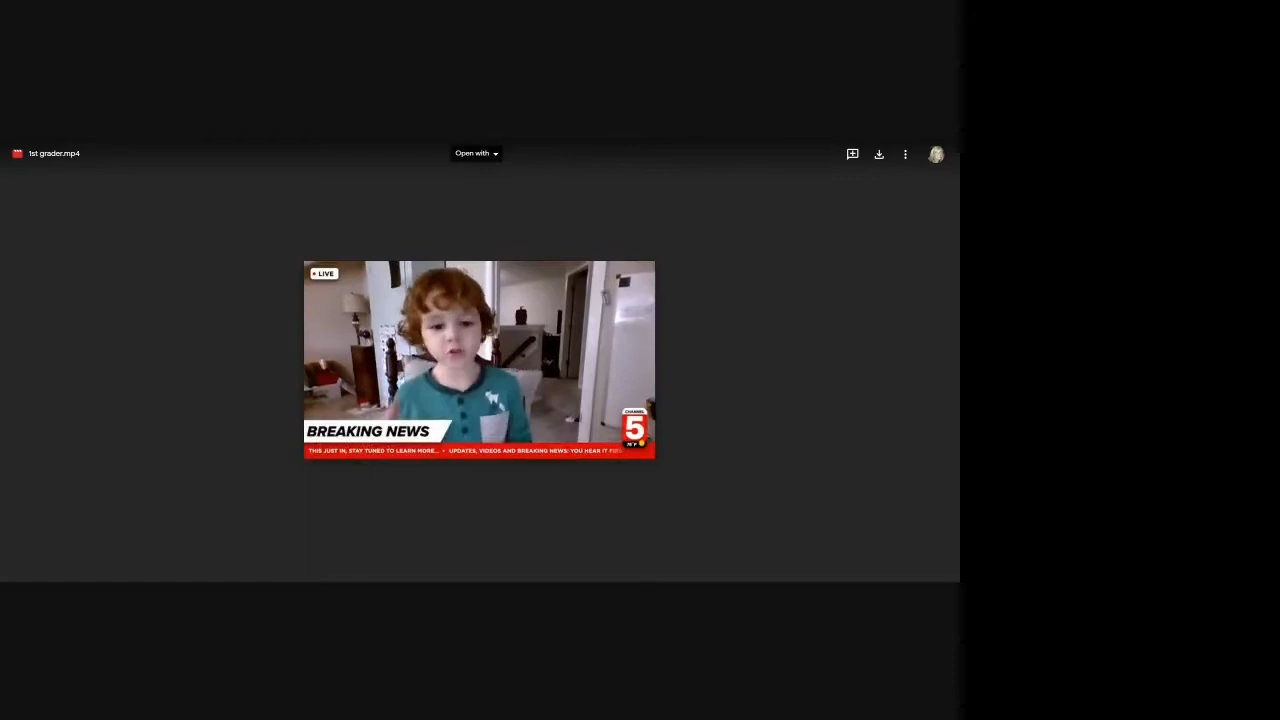 1st grader.mp4
Open with
LIVE
CHANNEL
5
BREAKING NEWS
THIS JUST IN, STAY TUNED TO LEARN MORE... • UPDATES, VIDEOS AND BREAKING NEWS: YOU HEAR IT